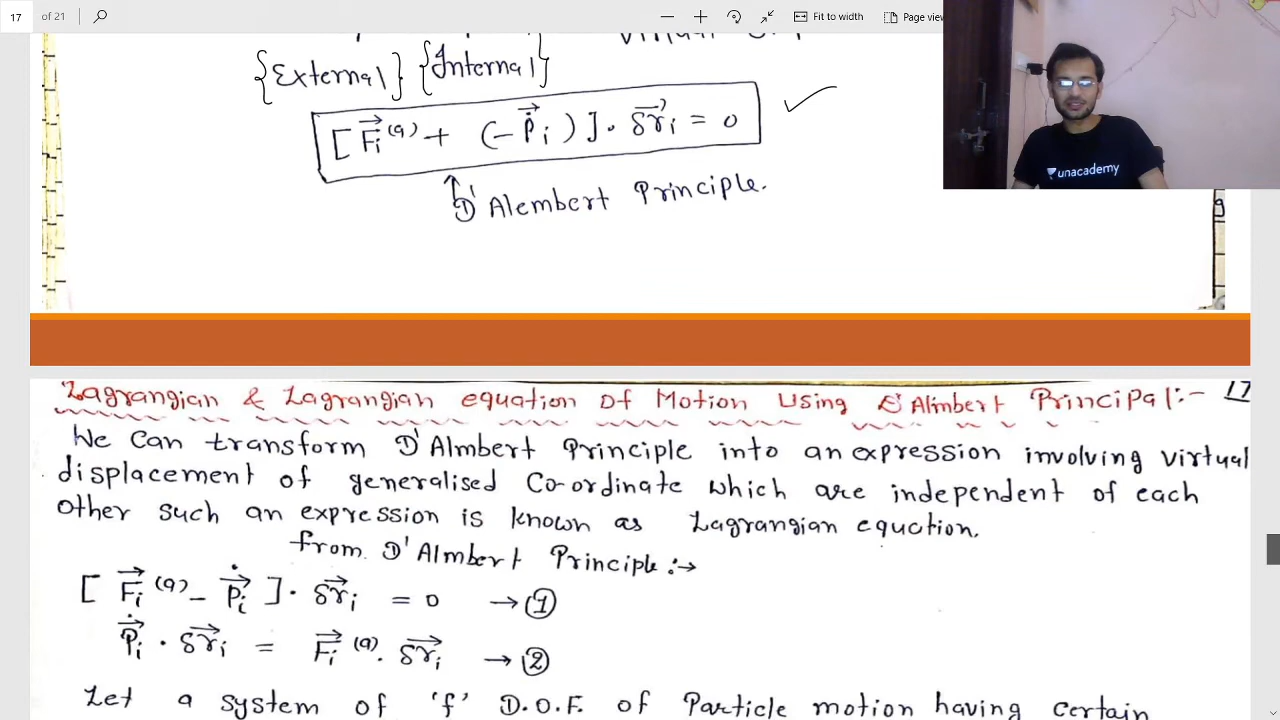 17 of 21 Fit to width Page view
{External} {Internal}
[F⃗i⁽ᵃ⁾ + (-P⃗̇i)] . δr⃗i = 0
D'Alembert Principle.
unacademy
Lagrangian & Lagrangian equation Of Motion Using D'Almbert Principal:- 17
We Can transform D'Almbert Principle into an expression involving virtual
displacement of generalised Co-ordinate which are independent of each
other such an expression is known as Lagrangian equction.
from D'Almbert Principle :→
[F⃗i⁽ᵃ⁾ - P⃗̇i] . δr⃗i = 0 → ①
P⃗̇i . δr⃗i = F⃗i⁽ᵃ⁾ . δr⃗i → ②
Let a system of 'f' D.O.F. of Particle motion having certain